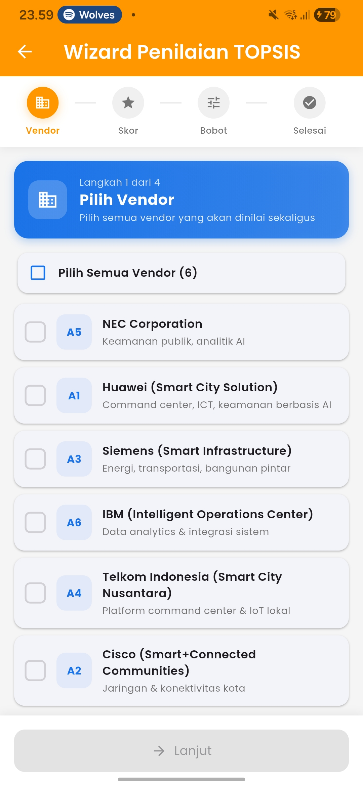 23.59 Wolves 79
Wizard Penilaian TOPSIS
Vendor Skor Bobot Selesai
Langkah 1 dari 4
Pilih Vendor
Pilih semua vendor yang akan dinilai sekaligus
Pilih Semua Vendor (6)
A5
NEC Corporation
Keamanan publik, analitik AI
A1
Huawei (Smart City Solution)
Command center, ICT, keamanan berbasis AI
A3
Siemens (Smart Infrastructure)
Energi, transportasi, bangunan pintar
A6
IBM (Intelligent Operations Center)
Data analytics & integrasi sistem
A4
Telkom Indonesia (Smart City
Nusantara)
Platform command center & IoT lokal
A2
Cisco (Smart+Connected
Communities)
Jaringan & konektivitas kota
Lanjut